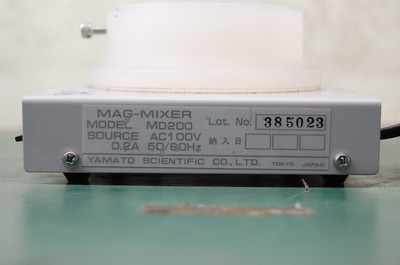 MAG-MIXER
MODEL MD200
SOURCE AC100V
0.2A 50/60Hz
Lot. No. 385023
納入日
YAMATO SCIENTIFIC CO., LTD. TOKYO JAPAN